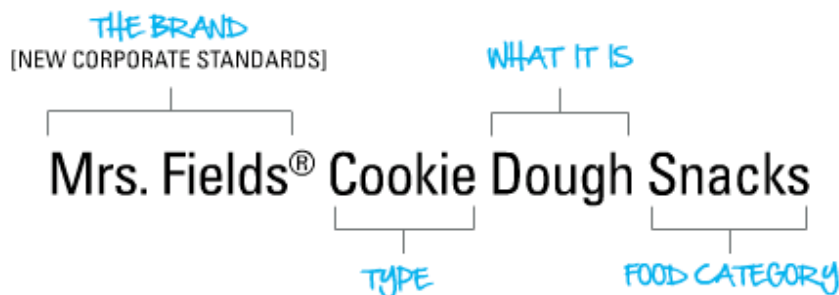 THE BRAND
[NEW CORPORATE STANDARDS]
WHAT IT IS
Mrs. Fields® Cookie Dough Snacks
TYPE
FOOD CATEGORY